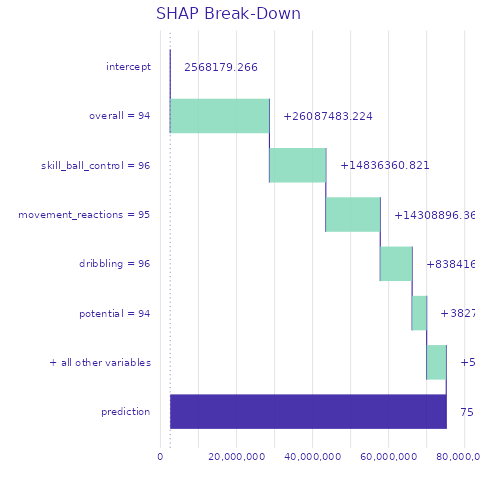 SHAP Break-Down
intercept 2568179.266
overall = 94 +26087483.224
skill_ball_control = 96 +14836360.821
movement_reactions = 95 +14308896.36
dribbling = 96 +838416
potential = 94 +3827
+ all other variables +5
prediction 75
0 20,000,000 40,000,000 60,000,000 80,000,0